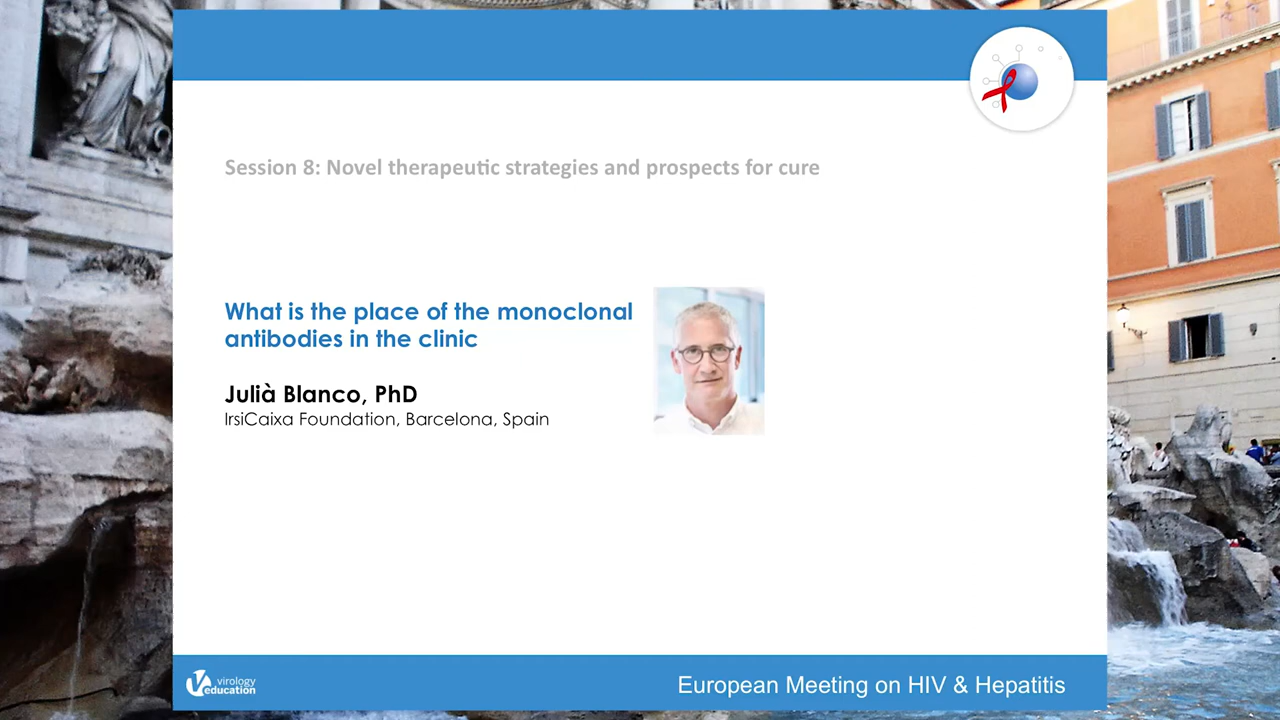 Session 8: Novel therapeutic strategies and prospects for cure
What is the place of the monoclonal
antibodies in the clinic
Julià Blanco, PhD
IrsiCaixa Foundation, Barcelona, Spain
virology
education
European Meeting on HIV & Hepatitis